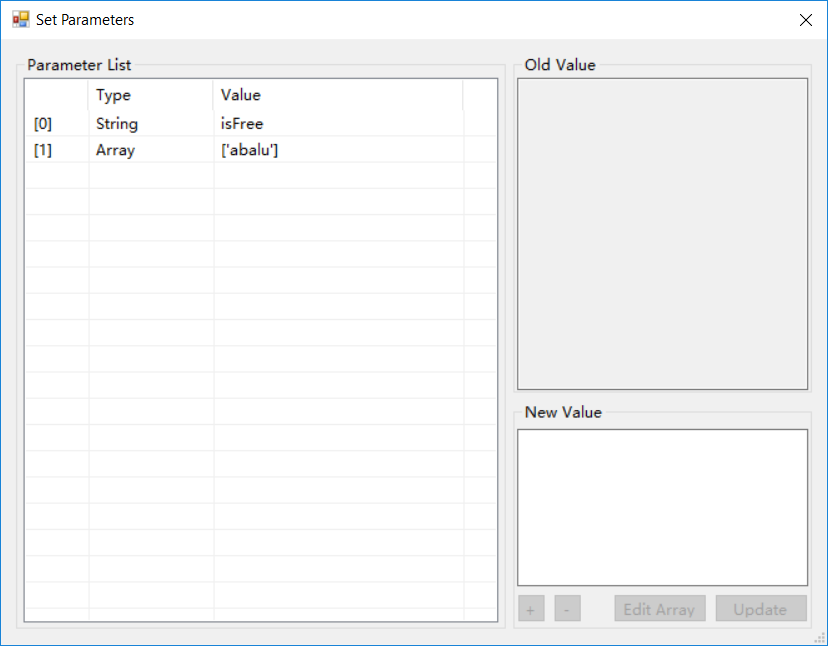 Set Parameters
Parameter List
Type Value
[0] String isFree
[1] Array ['abalu']
Old Value
New Value
+ - Edit Array Update